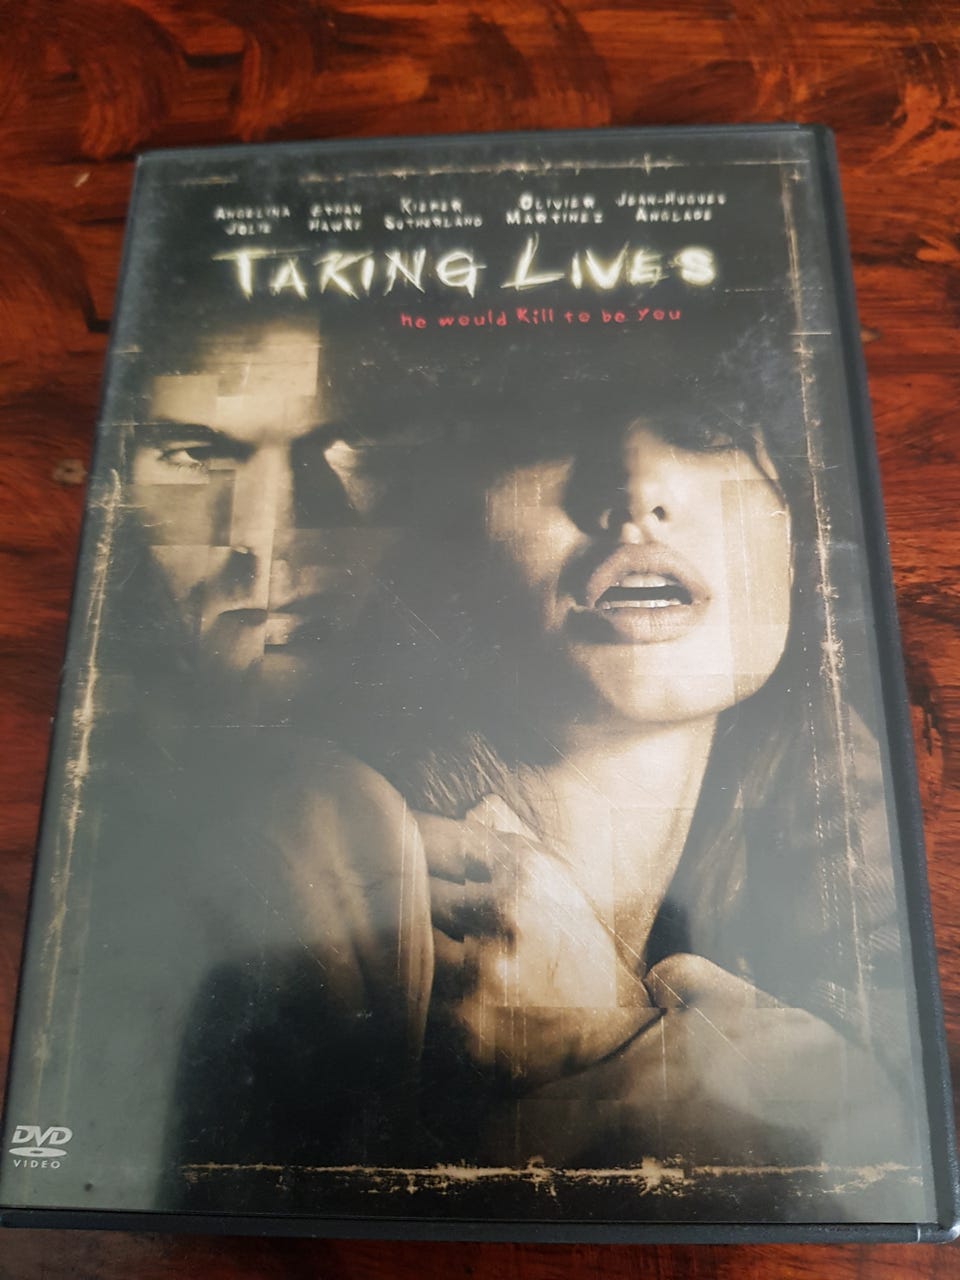 ANGELINA JOLIE ETHAN HAWKE KIEFER SUTHERLAND OLIVIER MARTINEZ JEAN-HUGUES ANGLADE
TAKING LIVES
he would Kill to be you
DVD
VIDEO